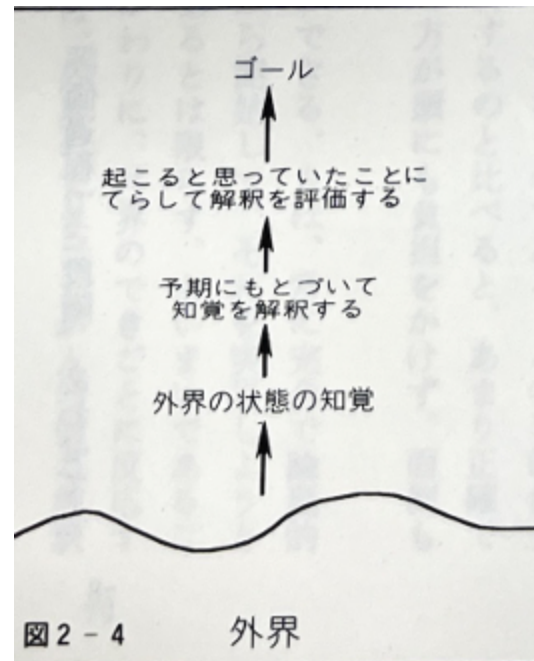 ゴール
起こると思っていたことに
てらして解釈を評価する
予期にもとづいて
知覚を解釈する
外界の状態の知覚
図2-4
外界